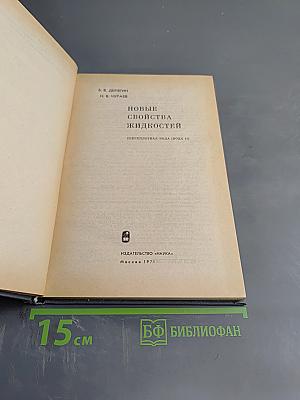 Б. В. ДЕРЯГИН
Н. В. ЧУРАЕВ
НОВЫЕ
СВОЙСТВА
ЖИДКОСТЕЙ
ИЗДАТЕЛЬСТВО «НАУКА»
Москва 1971
15 см
БФ БИБЛИОФАН